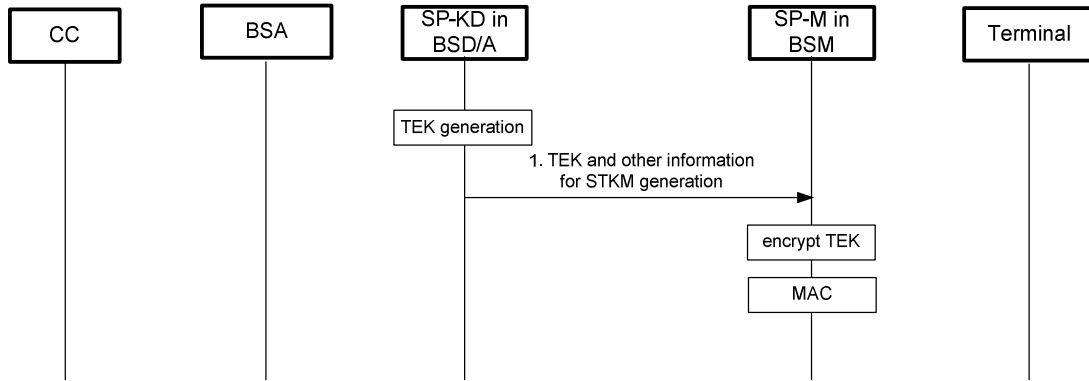 CC
BSA
SP-KD in
BSD/A
SP-M in
BSM
Terminal
TEK generation
1. TEK and other information
for STKM generation
encrypt TEK
MAC